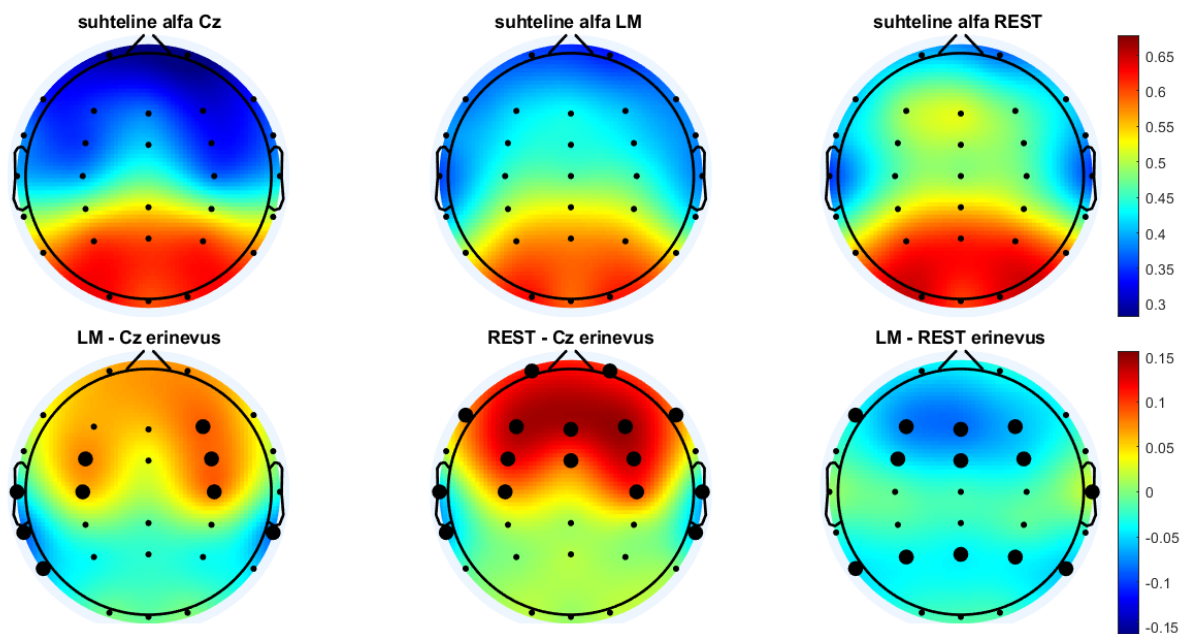 suhteline alfa Cz
suhteline alfa LM
suhteline alfa REST
0.65
0.6
0.55
0.5
0.45
0.4
0.35
0.3
LM - Cz erinevus
REST - Cz erinevus
LM - REST erinevus
0.15
0.1
0.05
0
-0.05
-0.1
-0.15